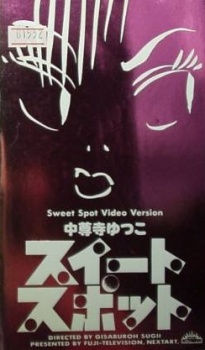 Sweet Spot Video Version
中尊寺ゆつこ
スイート
スポット
DIRECTED BY GISABUROH SUGII
PRESENTED BY FUJI-TELEVISION, NEXTART.